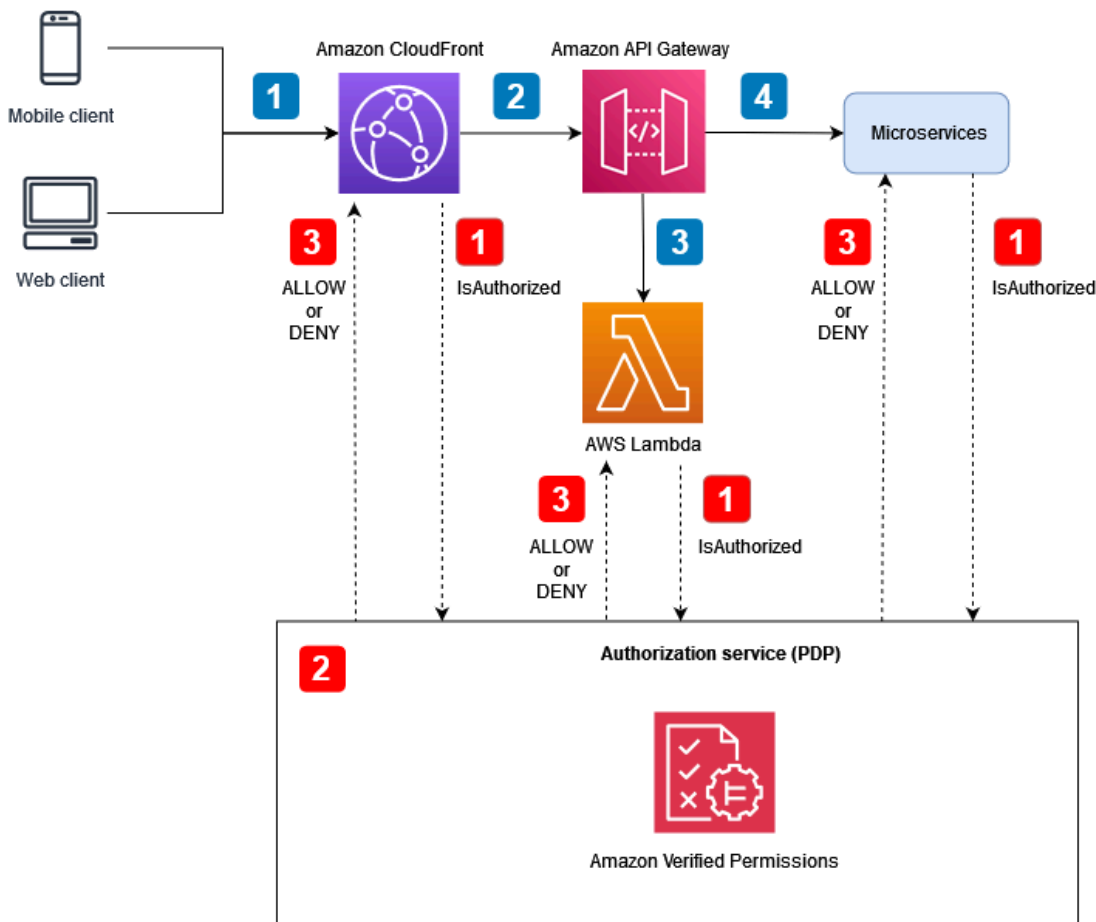 Amazon CloudFront
Amazon API Gateway
1
2
4
Mobile client
</>
Microservices
Web client
3
1
3
3
1
ALLOW
or
DENY
IsAuthorized
ALLOW
or
DENY
IsAuthorized
AWS Lambda
3
1
ALLOW
or
DENY
IsAuthorized
2
Authorization service (PDP)
Amazon Verified Permissions